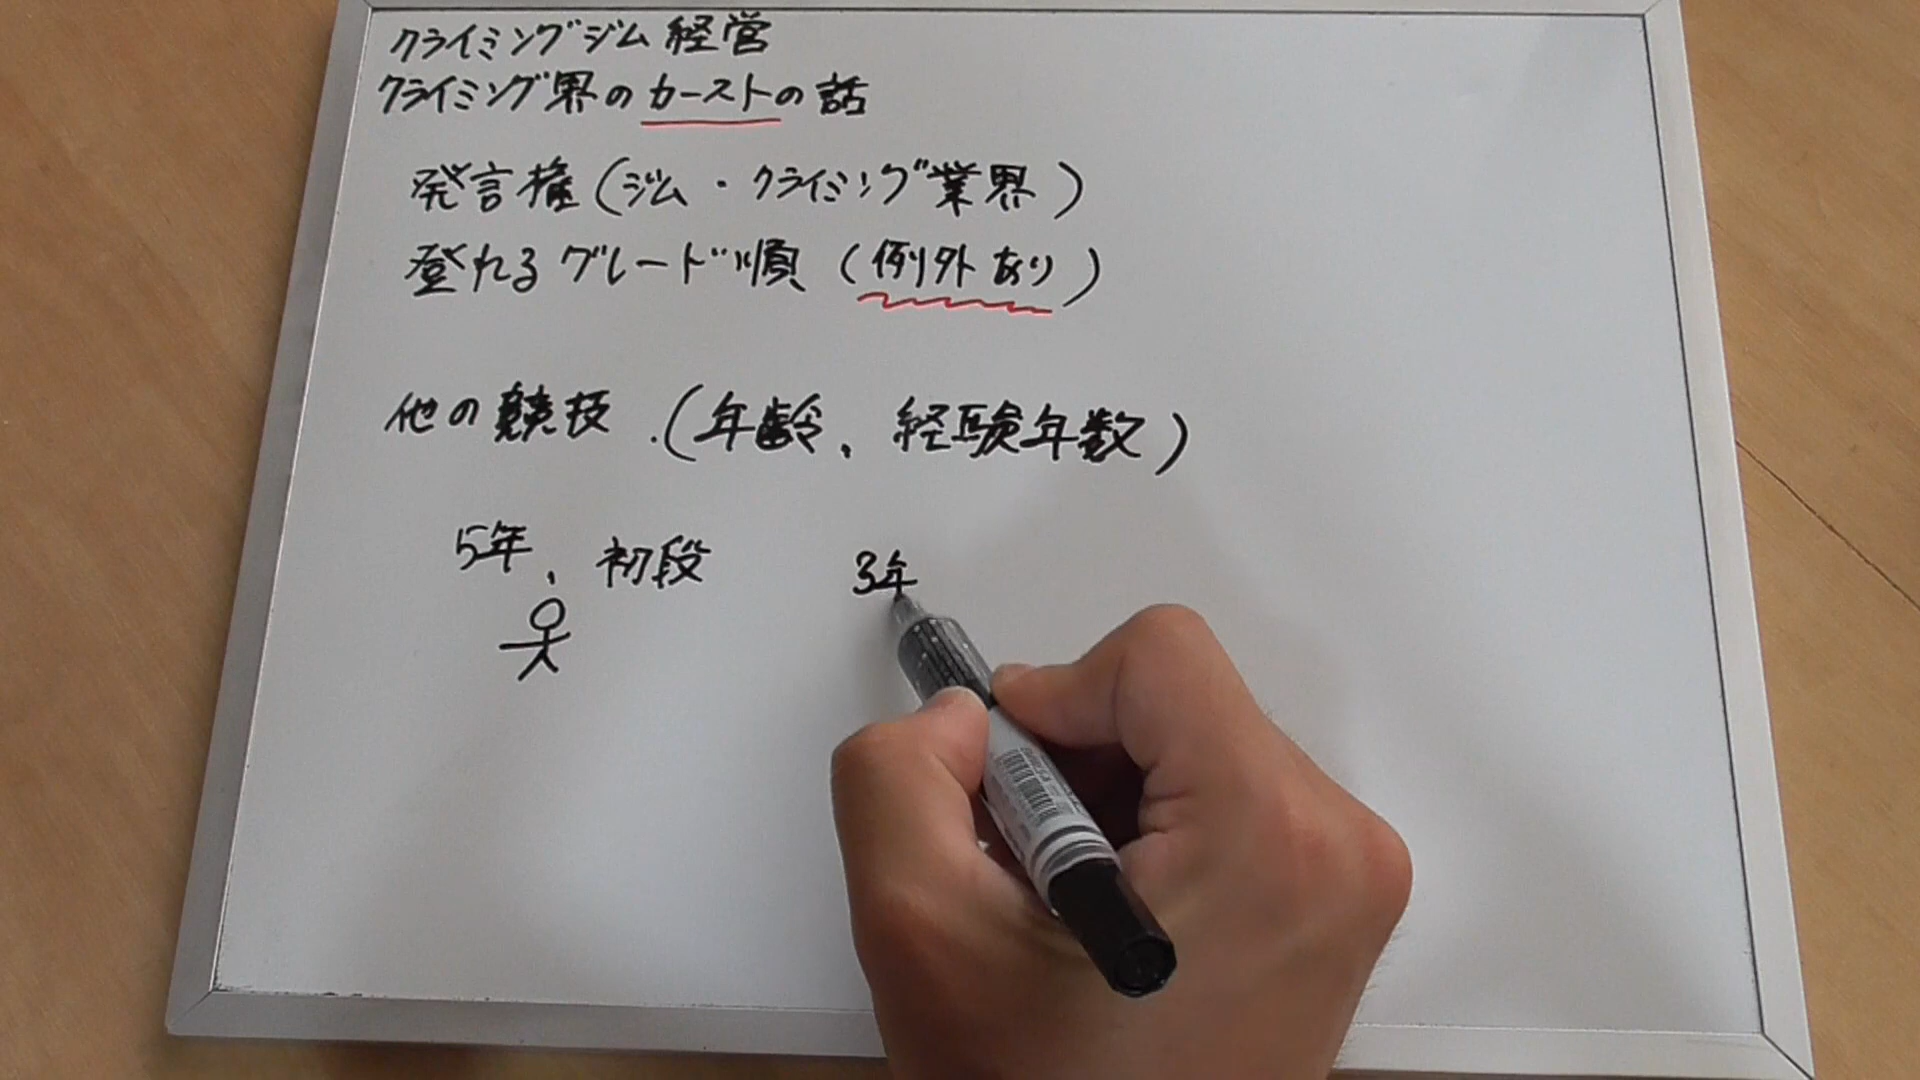 クライミングジム経営
クライミング界のカーストの話
発言権(ジム・クライミング業界)
登れるグレード順(例外あり)
他の競技.(年齢、経験年数)
5年、初段
3年